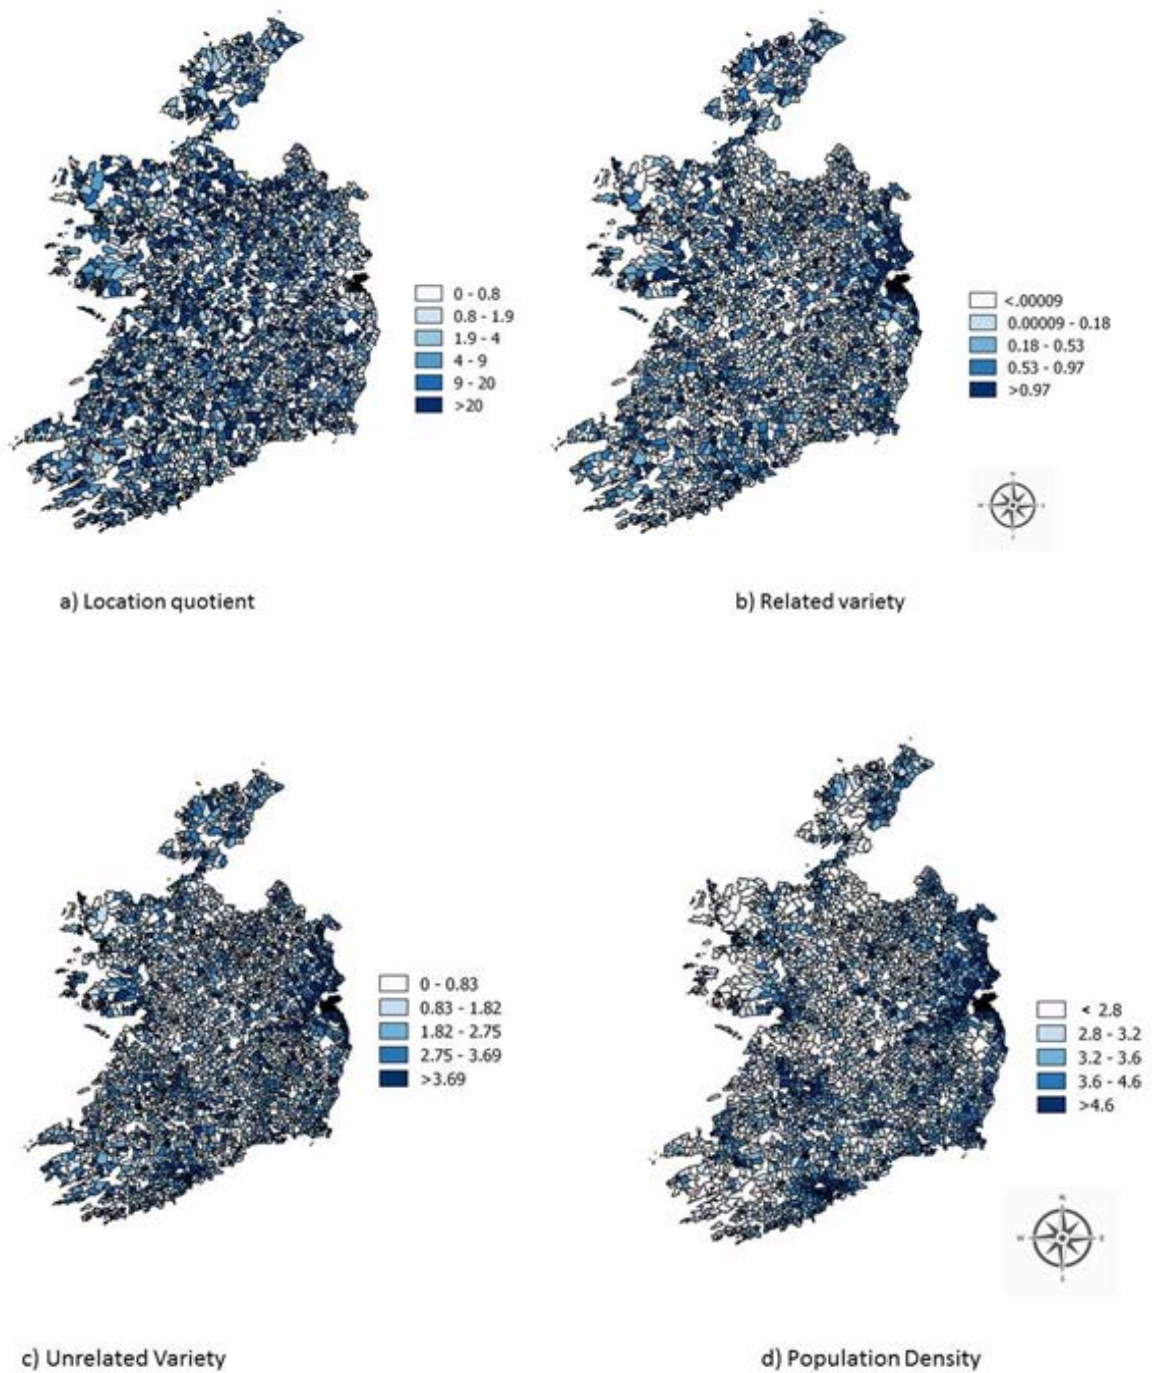 0 - 0.8
0.8 - 1.9
1.9 - 4
4 - 9
9 - 20
>20
<.00009
0.00009 - 0.18
0.18 - 0.53
0.53 - 0.97
>0.97
a) Location quotient
b) Related variety
0 - 0.83
0.83 - 1.82
1.82 - 2.75
2.75 - 3.69
>3.69
< 2.8
2.8 - 3.2
3.2 - 3.6
3.6 - 4.6
>4.6
N
W
E
S
c) Unrelated Variety
d) Population Density